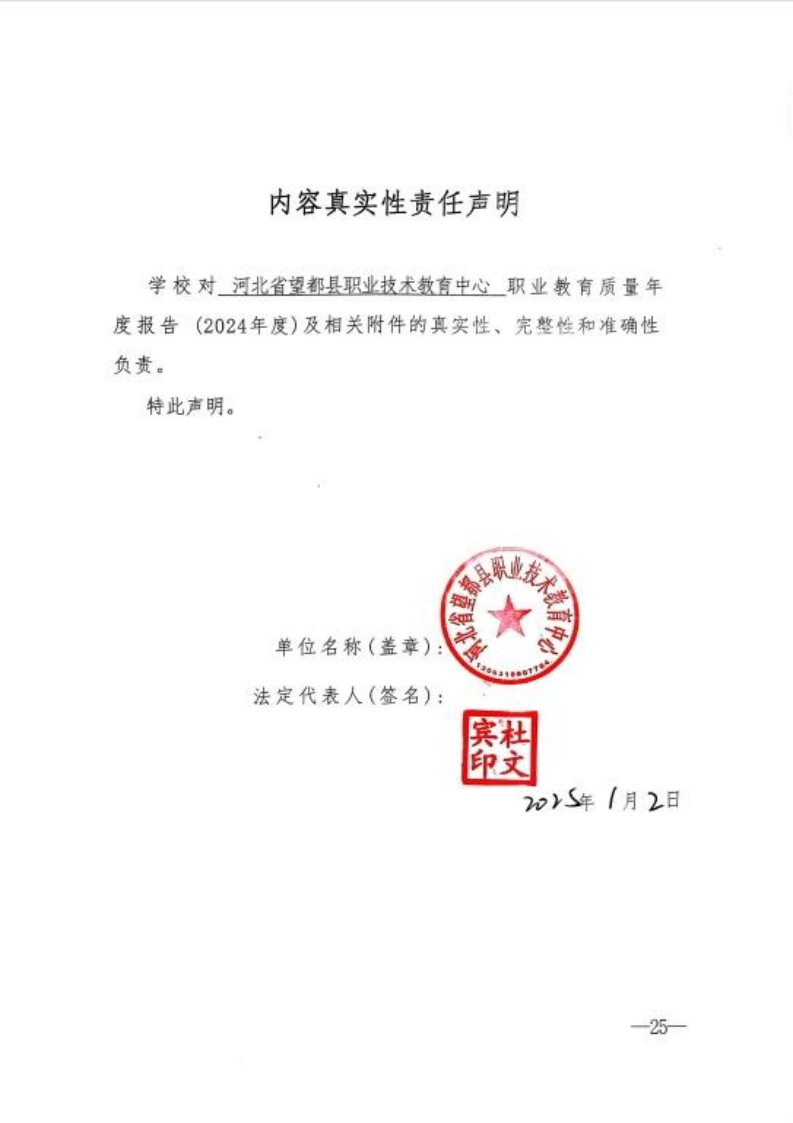 内容真实性责任声明
学校对 河北省望都县职业技术教育中心 职业教育质量年
度报告 (2024年度)及相关附件的真实性、完整性和准确性
负责。
特此声明。
河北省望都县职业技术教育中心
单位名称(盖章):
法定代表人(签名):
杜文
宾印
2025年1月2日
—25—